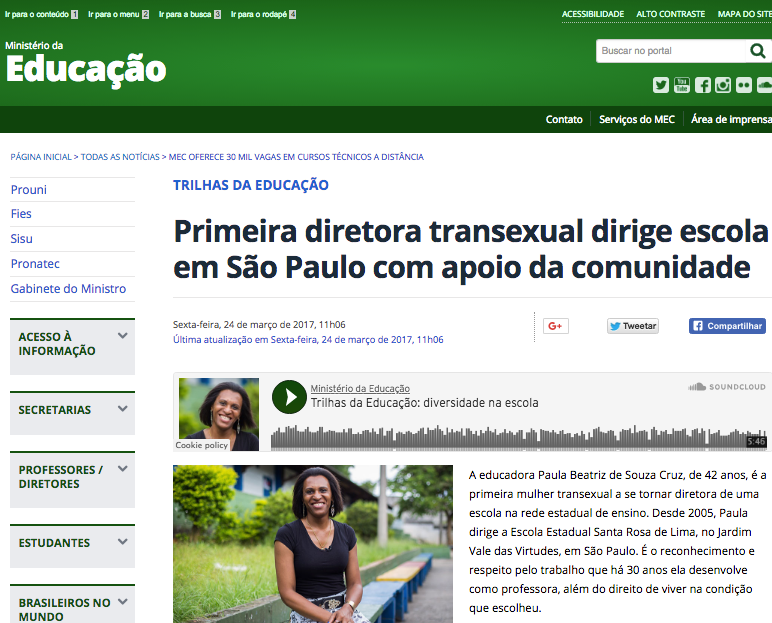 Ir para o conteúdo 1 Ir para o menu 2 Ir para a busca 3 Ir para o rodapé 4
ACESSIBILIDADE ALTO CONTRASTE MAPA DO SITE
Ministério da
Educação
Buscar no portal
You
Tube
Contato Serviços do MEC Área de imprensa
PÁGINA INICIAL > TODAS AS NOTÍCIAS > MEC OFERECE 30 MIL VAGAS EM CURSOS TÉCNICOS A DISTÂNCIA
Prouni
Fies
Sisu
Pronatec
Gabinete do Ministro
ACESSO À
INFORMAÇÃO
SECRETARIAS
PROFESSORES /
DIRETORES
ESTUDANTES
BRASILEIROS NO
MUNDO
TRILHAS DA EDUCAÇÃO
Primeira diretora transexual dirige escola
em São Paulo com apoio da comunidade
Sexta-feira, 24 de março de 2017, 11h06
Última atualização em Sexta-feira, 24 de março de 2017, 11h06
G+ Tweetar Compartilhar
Ministério da Educação
SOUNDCLOUD
Trilhas da Educação: diversidade na escola
Cookie policy
5:46
A educadora Paula Beatriz de Souza Cruz, de 42 anos, é a
primeira mulher transexual a se tornar diretora de uma
escola na rede estadual de ensino. Desde 2005, Paula
dirige a Escola Estadual Santa Rosa de Lima, no Jardim
Vale das Virtudes, em São Paulo. É o reconhecimento e
respeito pelo trabalho que há 30 anos ela desenvolve
como professora, além do direito de viver na condição
que escolheu.